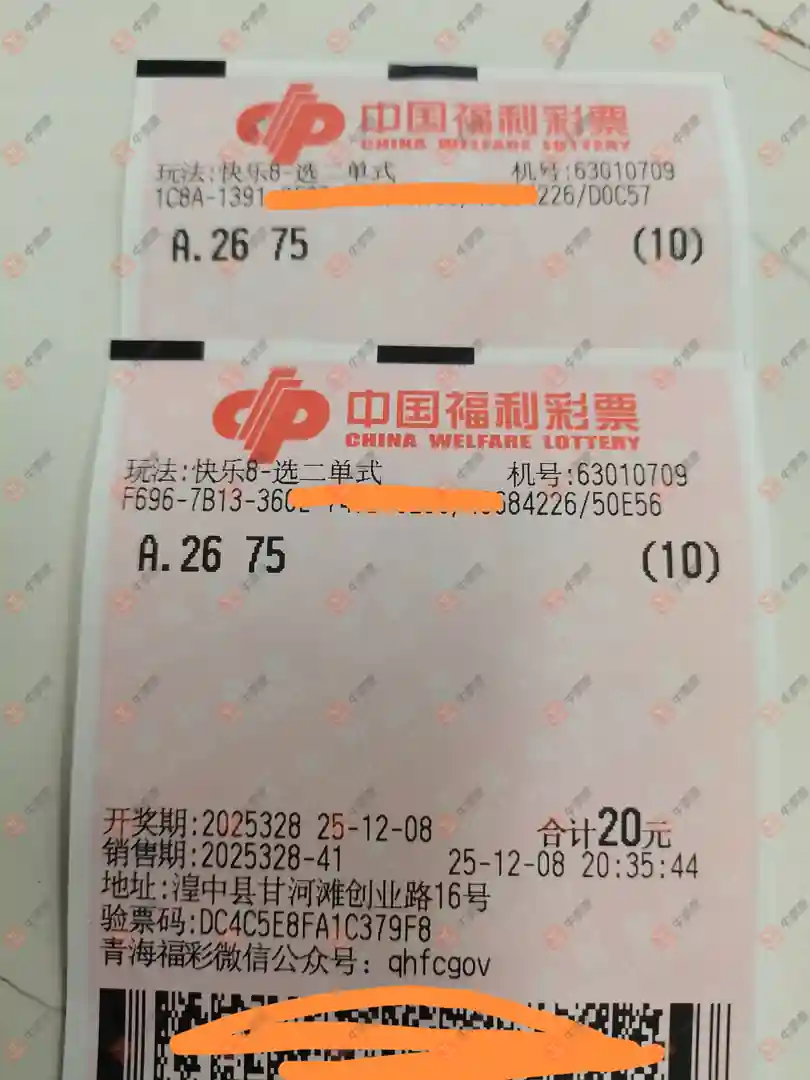 中国福利彩票
CHINA WELFARE LOTTERY
玩法:快乐8-选二单式 机号:63010709
1C8A-1391 226/D0C57
A.26 75 (10)
中国福利彩票
CHINA WELFARE LOTTERY
玩法:快乐8-选二单式 机号:63010709
F696-7B13-360 684226/50E56
A.26 75 (10)
开奖期:2025328 25-12-08 合计20元
销售期:2025328-41 25-12-08 20:35:44
地址:湟中县甘河滩创业路16号
验票码:DC4C5E8FA1C379F8
青海福彩微信公众号: qhfcgov